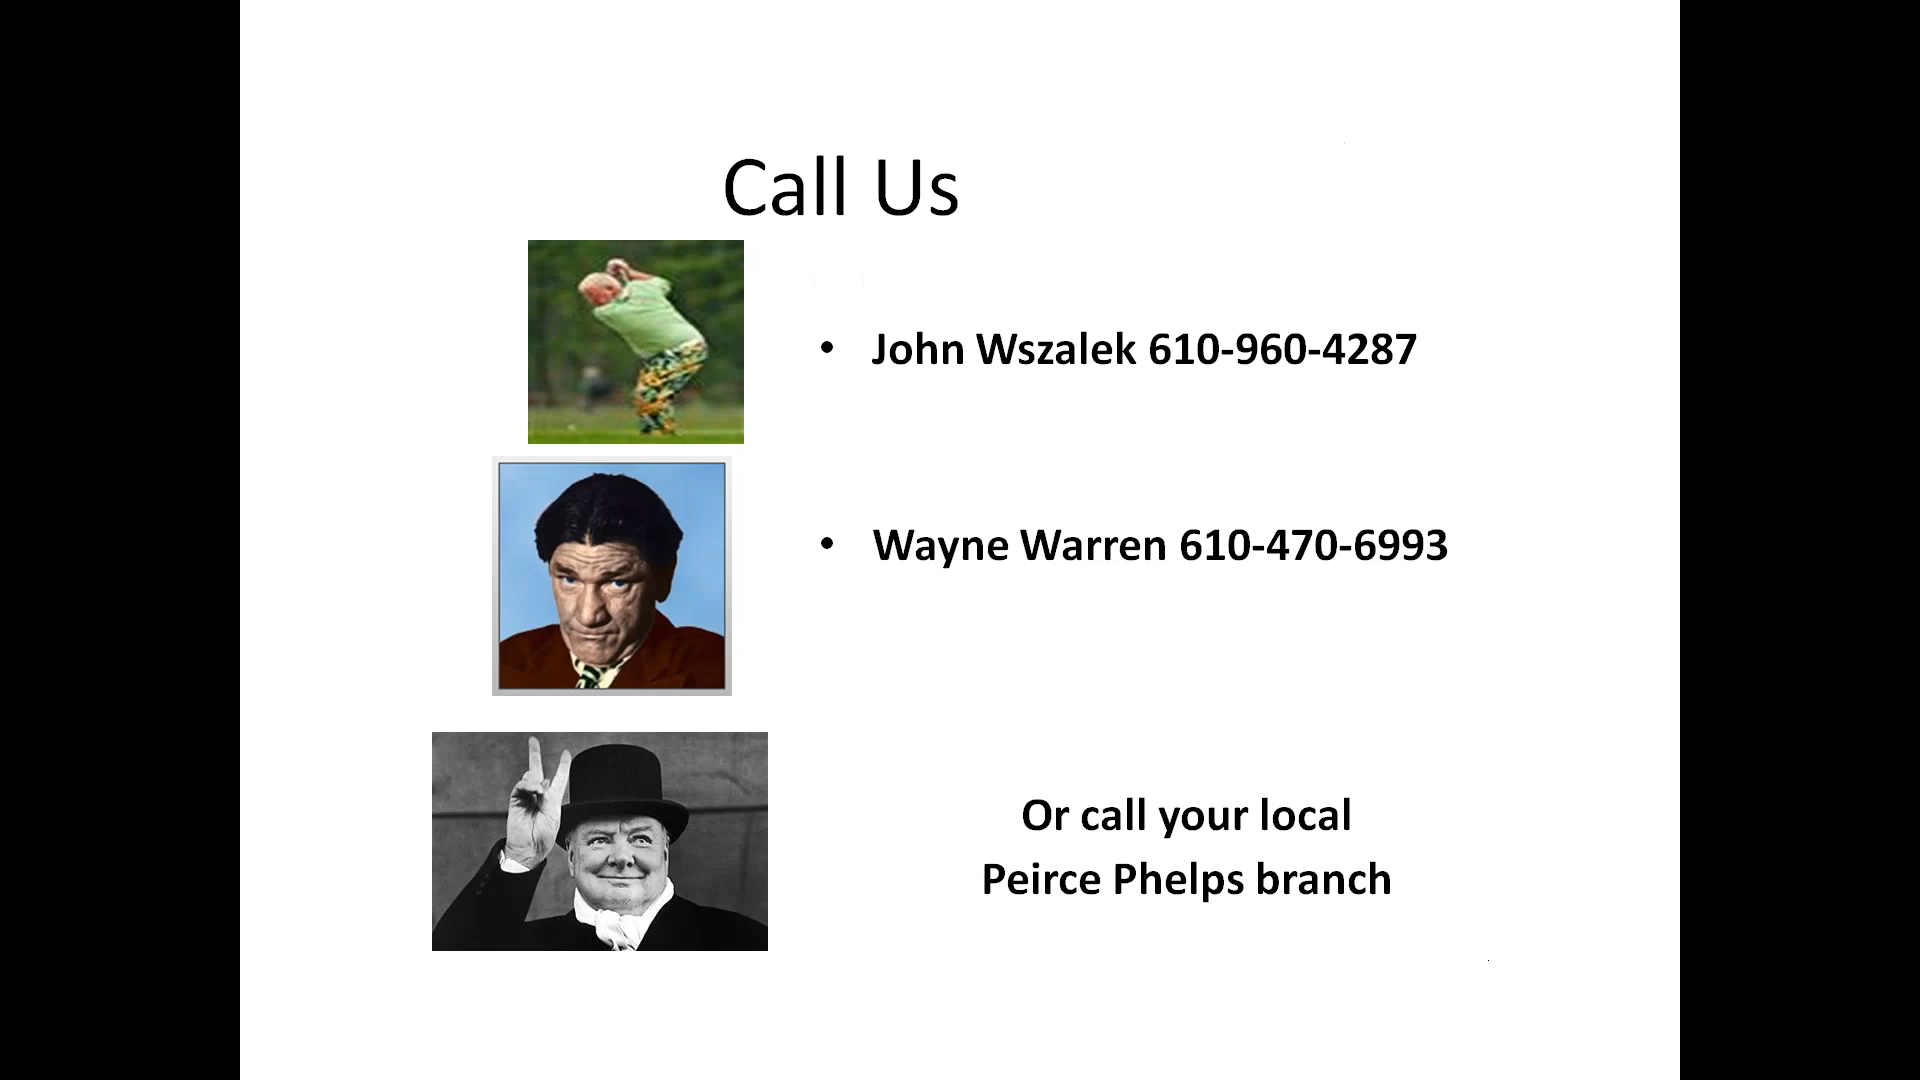 Call Us
• John Wszalek 610-960-4287
• Wayne Warren 610-470-6993
Or call your local
Peirce Phelps branch